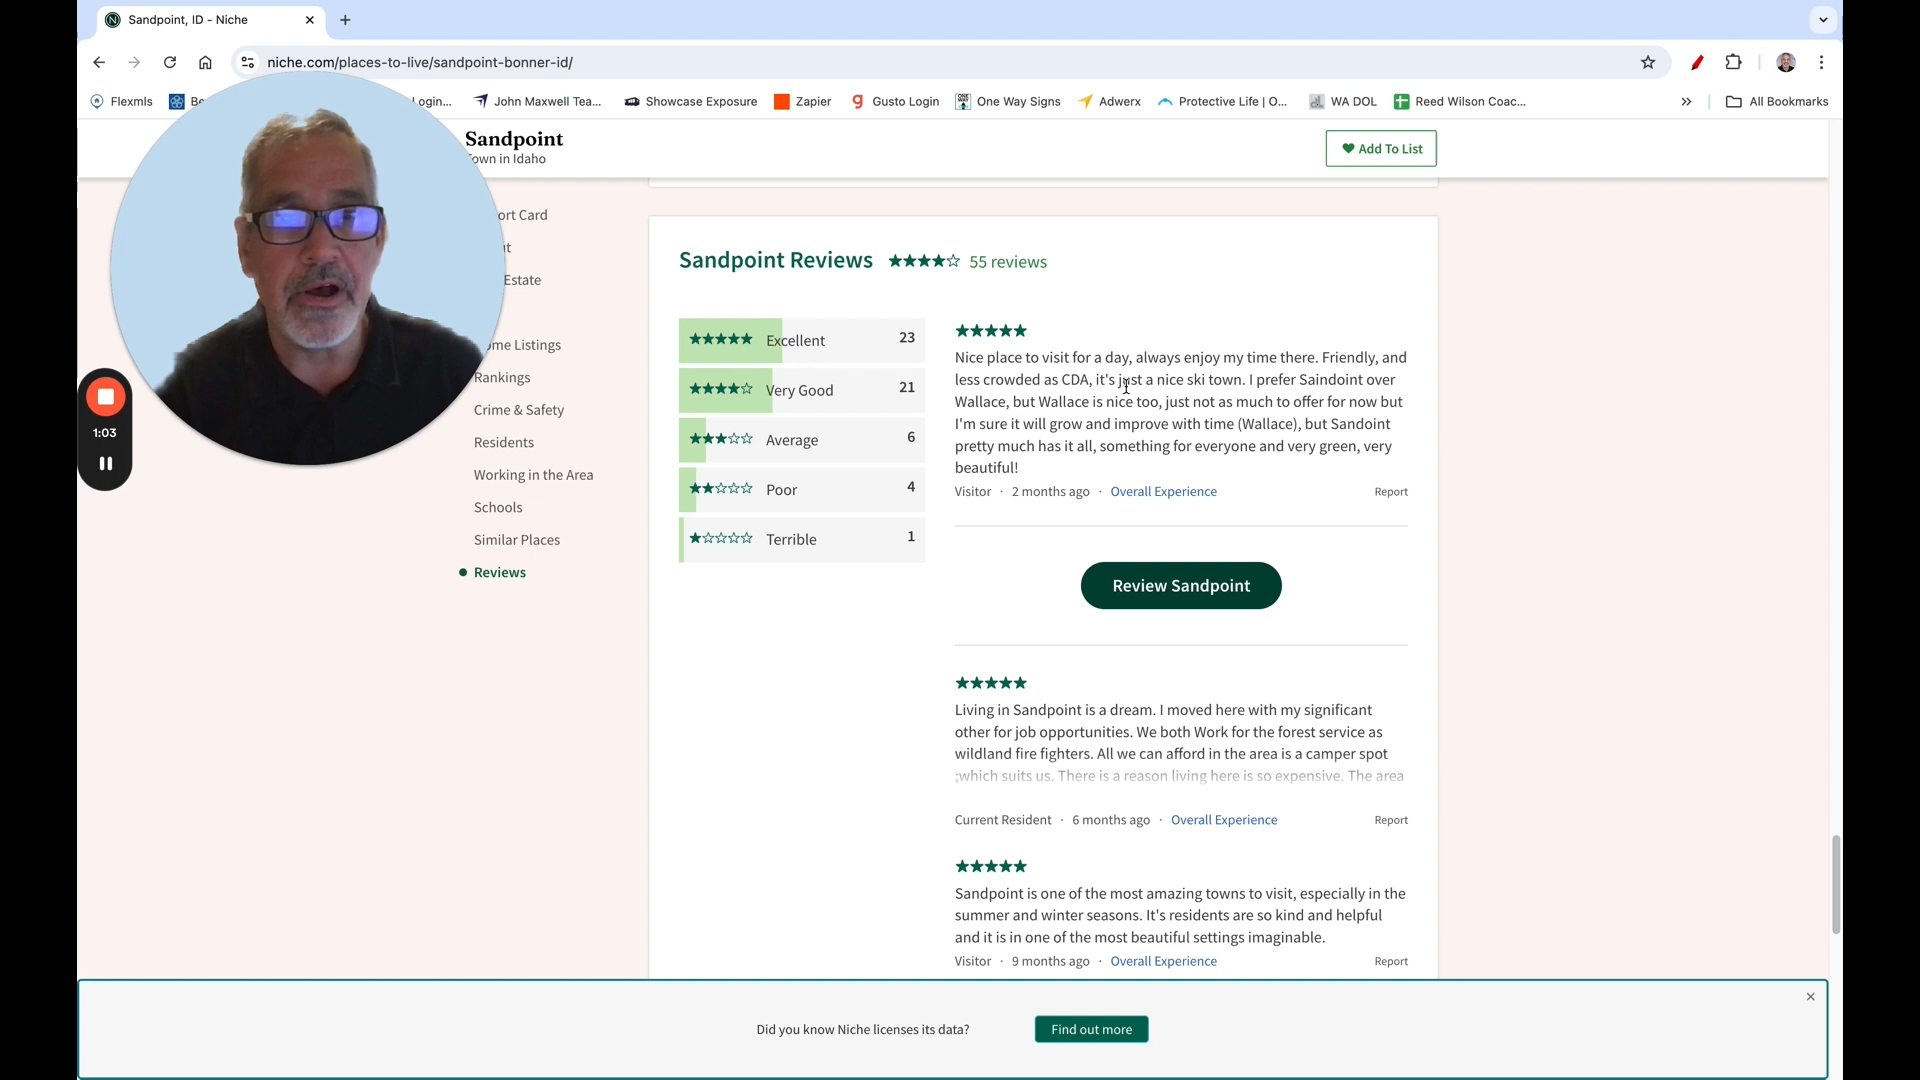 Sandpoint, ID - Niche
niche.com/places-to-live/sandpoint-bonner-id/
Flexmls
Be
.ogin...
John Maxwell Tea...
Showcase Exposure
Zapier
Gusto Login
One Way Signs
Adwerx
Protective Life | O...
WA DOL
Reed Wilson Coac...
All Bookmarks
Sandpoint
Town in Idaho
Add To List
ort Card
t
Estate
me Listings
Rankings
Crime & Safety
Residents
Working in the Area
Schools
Similar Places
Reviews
1:03
Sandpoint Reviews
55 reviews
Excellent 23
Very Good 21
Average 6
Poor 4
Terrible 1
Nice place to visit for a day, always enjoy my time there. Friendly, and
less crowded as CDA, it's just a nice ski town. I prefer Saindoint over
Wallace, but Wallace is nice too, just not as much to offer for now but
I'm sure it will grow and improve with time (Wallace), but Sandoint
pretty much has it all, something for everyone and very green, very
beautiful!
Visitor · 2 months ago · Overall Experience Report
Review Sandpoint
Living in Sandpoint is a dream. I moved here with my significant
other for job opportunities. We both Work for the forest service as
wildland fire fighters. All we can afford in the area is a camper spot
;which suits us. There is a reason living here is so expensive. The area
Current Resident · 6 months ago · Overall Experience Report
Sandpoint is one of the most amazing towns to visit, especially in the
summer and winter seasons. It's residents are so kind and helpful
and it is in one of the most beautiful settings imaginable.
Visitor · 9 months ago · Overall Experience Report
Did you know Niche licenses its data?
Find out more